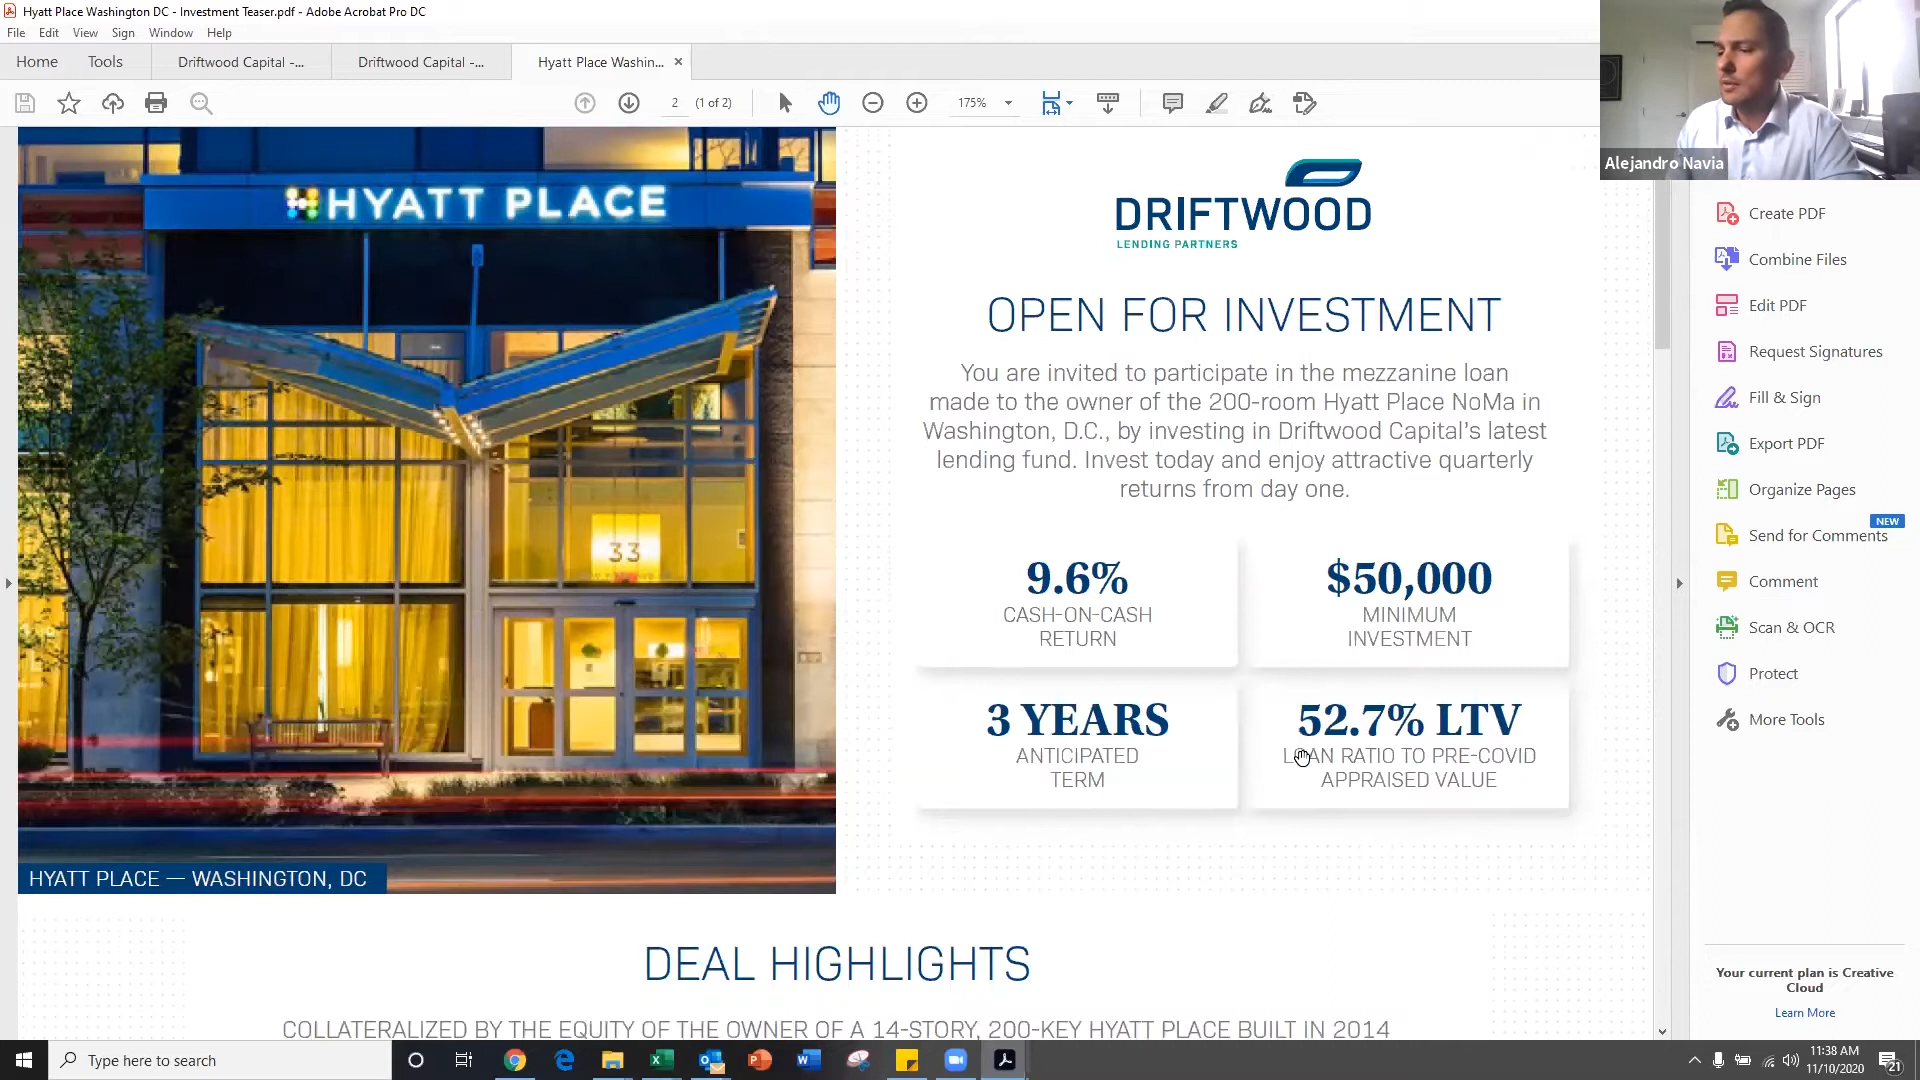 Hyatt Place Washington DC - Investment Teaser.pdf - Adobe Acrobat Pro DC
File Edit View Sign Window Help
Home Tools Driftwood Capital -... Driftwood Capital -... Hyatt Place Washin... ×
2 (1 of 2) 175%
Alejandro Navia
HYATT PLACE
33
HYATT PLACE — WASHINGTON, DC
DRIFTWOOD
LENDING PARTNERS
OPEN FOR INVESTMENT
You are invited to participate in the mezzanine loan
made to the owner of the 200-room Hyatt Place NoMa in
Washington, D.C., by investing in Driftwood Capital's latest
lending fund. Invest today and enjoy attractive quarterly
returns from day one.
9.6%
CASH-ON-CASH
RETURN
$50,000
MINIMUM
INVESTMENT
3 YEARS
ANTICIPATED
TERM
52.7% LTV
LOAN RATIO TO PRE-COVID
APPRAISED VALUE
DEAL HIGHLIGHTS
COLLATERALIZED BY THE EQUITY OF THE OWNER OF A 14-STORY, 200-KEY HYATT PLACE BUILT IN 2014
Create PDF
Combine Files
Edit PDF
Request Signatures
Fill & Sign
Export PDF
Organize Pages
NEW
Send for Comments
Comment
Scan & OCR
Protect
More Tools
Your current plan is Creative
Cloud
Learn More
Type here to search
11:38 AM
11/10/2020
21